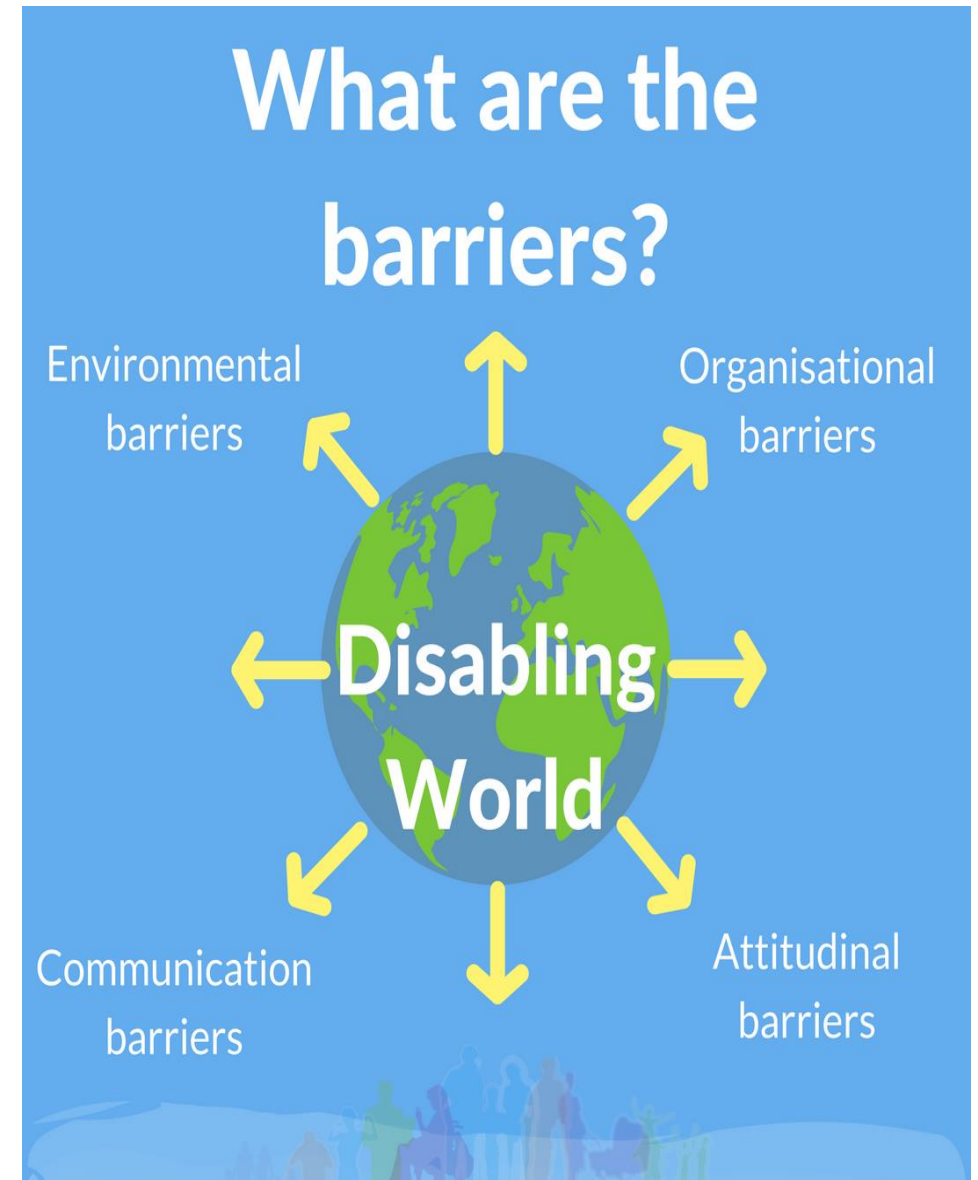 What are the
barriers?
Environmental
barriers
Organisational
barriers
Disabling
World
Communication
barriers
Attitudinal
barriers